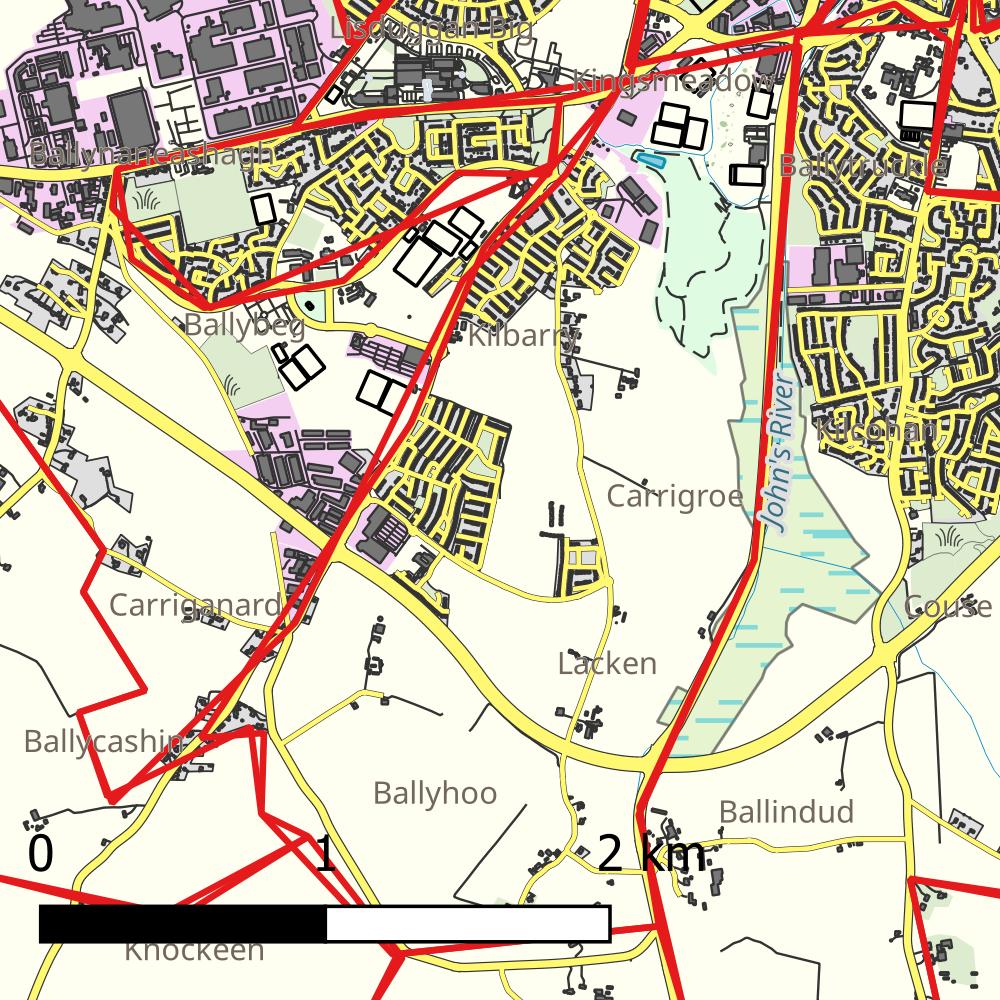 Lisduggan Big
Kingsmeadow
Ballynaneashagh
Ballytruckle
Ballybeg
Kilbarry
John's River
Kilcohan
Carrigroe
Carriganard
Couse
Lacken
Ballycashin
Ballyhoo
Ballindud
0 1 2 km
Knockeen